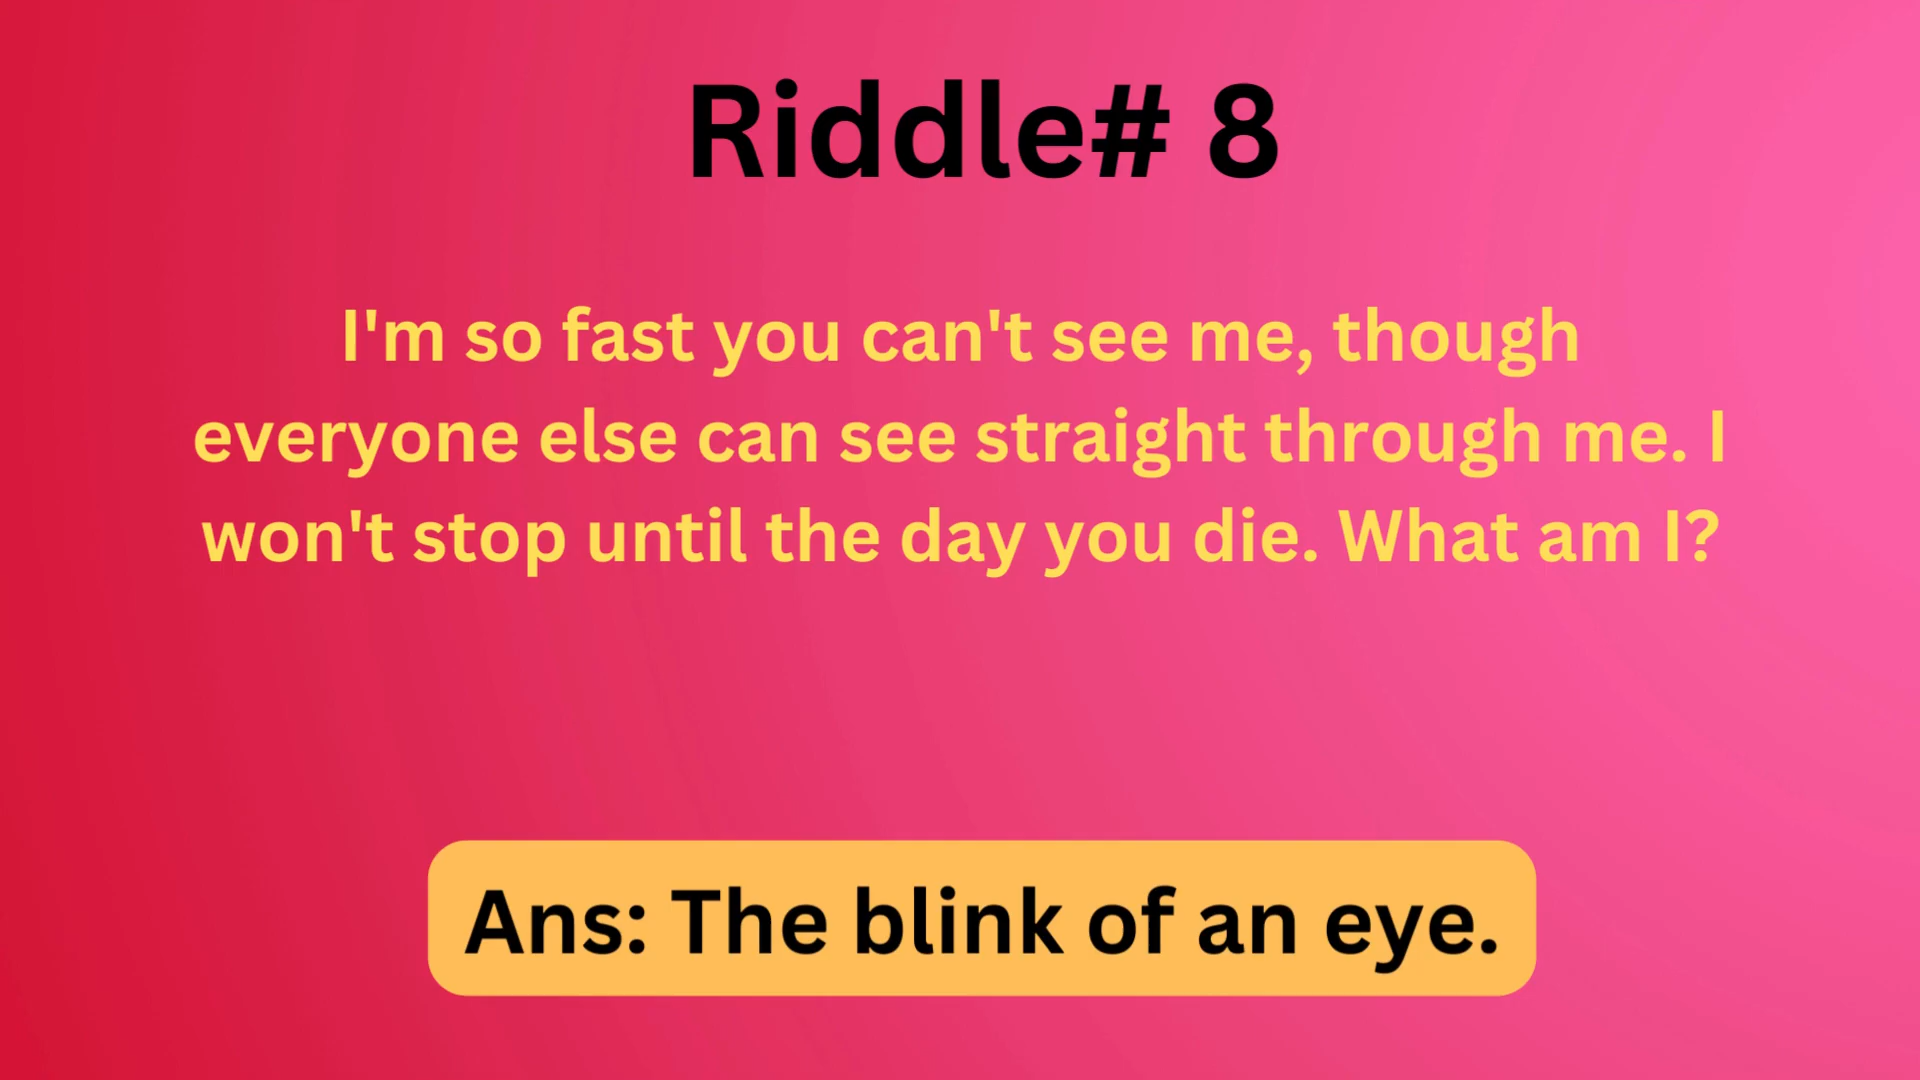 Riddle# 8
I'm so fast you can't see me, though
everyone else can see straight through me. I
won't stop until the day you die. What am I?
Ans: The blink of an eye.